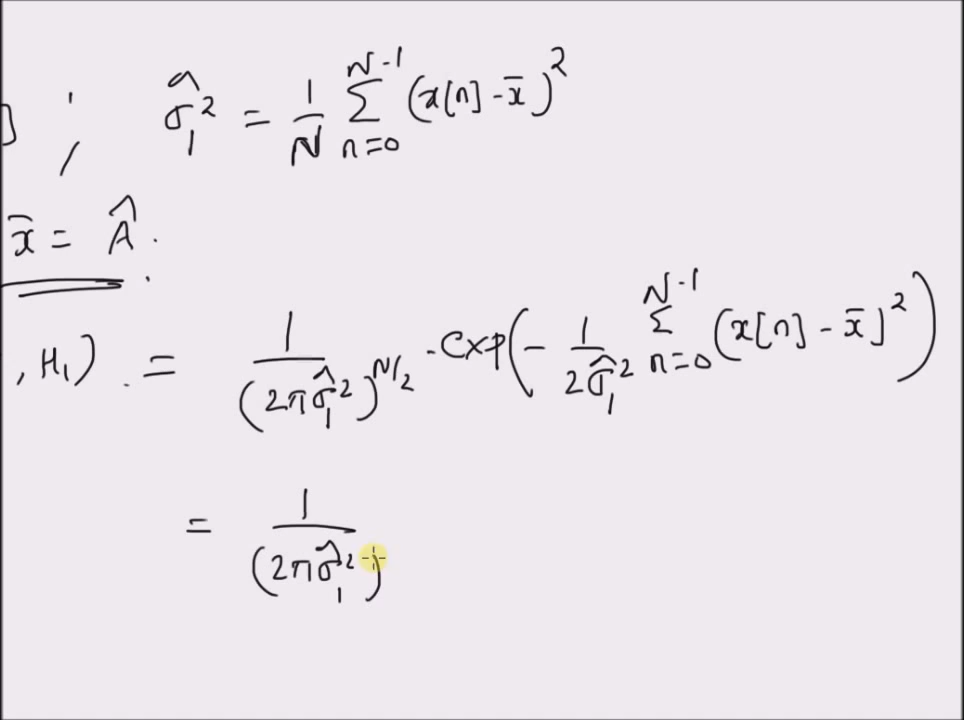 ] ; σ̂₁² = 1/N Σ_{n=0}^{N-1} (x[n] - x̄)²
x̄ = Â.
, H₁) = 1/(2πσ̂₁²)^{N/2} · exp(- 1/(2σ̂₁²) Σ_{n=0}^{N-1} (x[n] - x̄]²)
= 1/(2πσ̂₁²)